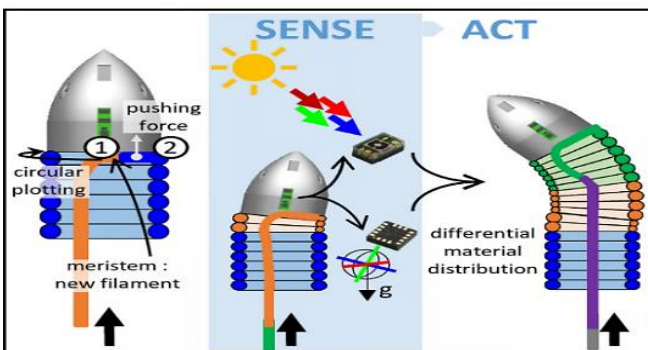 SENSE ACT
pushing
force
1
2
circular
plotting
meristem :
new filament
g
differential
material
distribution